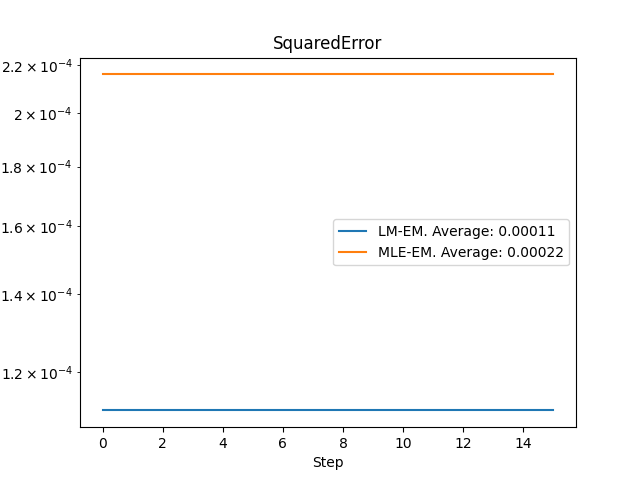 SquaredError
2.2 × 10⁻⁴
2 × 10⁻⁴
1.8 × 10⁻⁴
1.6 × 10⁻⁴
1.4 × 10⁻⁴
1.2 × 10⁻⁴
LM-EM. Average: 0.00011
MLE-EM. Average: 0.00022
0 2 4 6 8 10 12 14
Step